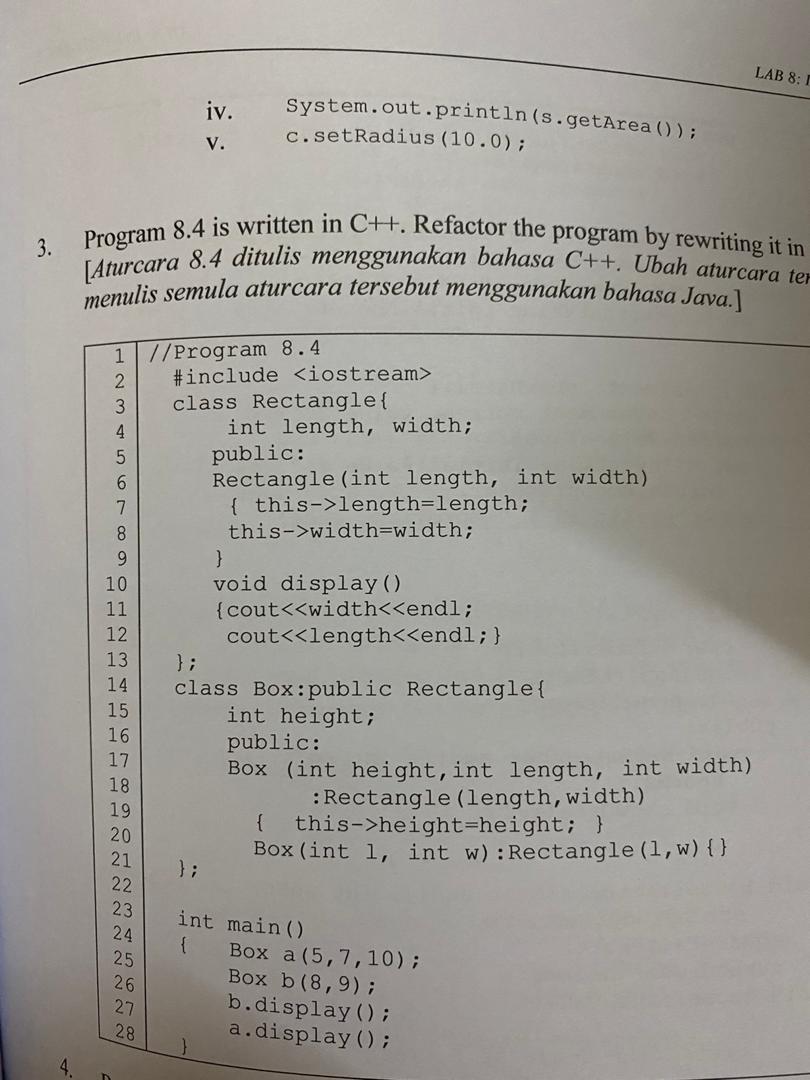 LAB 8:
iv. System.out.println(s.getArea());
v. c.setRadius(10.0);
3. Program 8.4 is written in C++. Refactor the program by rewriting it in
[Aturcara 8.4 ditulis menggunakan bahasa C++. Ubah aturcara
menulis semula aturcara tersebut menggunakan bahasa Java.]
1 //Program 8.4
2 #include <iostream>
3 class Rectangle{
4 int length, width;
5 public:
6 Rectangle(int length, int width)
7 { this->length=length;
8 this->width=width;
9 }
10 void display()
11 {cout<<width<<endl;
12 cout<<length<<endl;}
13 };
14 class Box:public Rectangle{
15 int height;
16 public:
17 Box (int height,int length, int width)
18 :Rectangle(length,width)
19 { this->height=height; }
20 Box(int l, int w):Rectangle(l,w){}
21 };
22
23 int main()
24 { Box a(5,7,10);
25 Box b(8,9);
26 b.display();
27 a.display();
28 }
4.